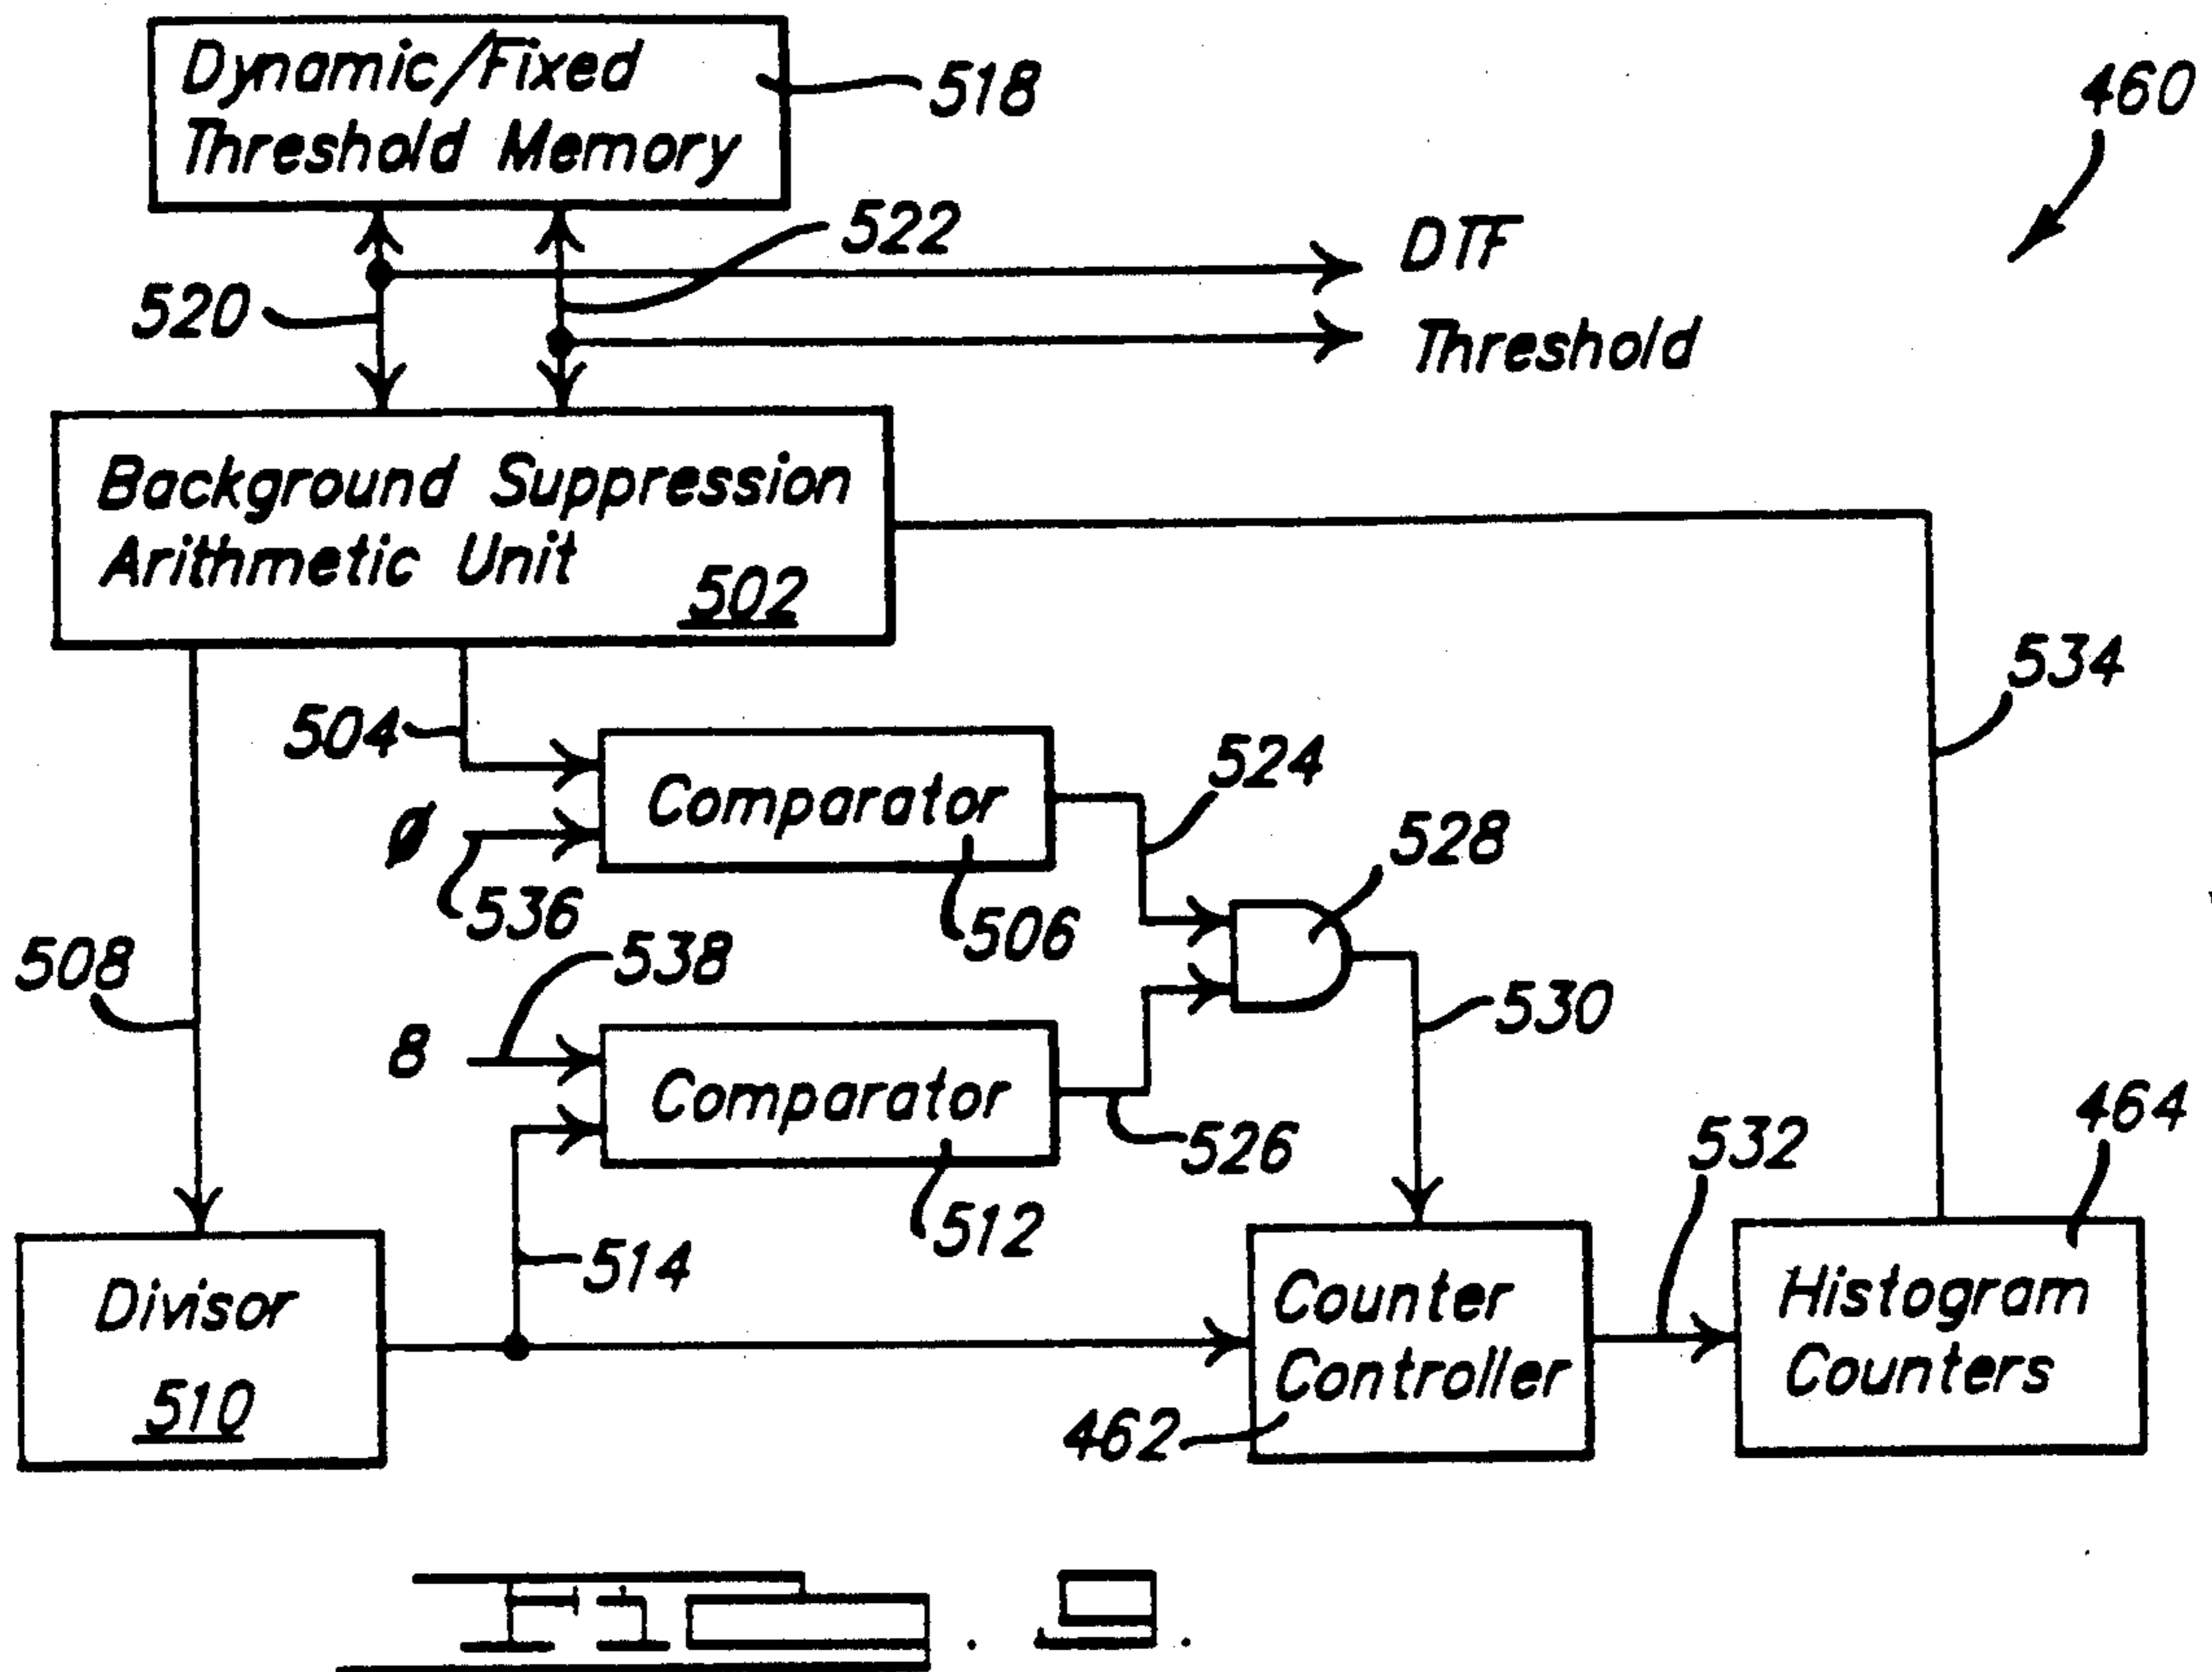 Dynamic/Fixed
Threshold Memory
518
460
522
DTF
520
Threshold
Background Suppression
Arithmetic Unit
502
534
504
Comparator
524
Ø
536
506
528
508
538
8
Comparator
530
526
512
514
532
464
Divisor
510
Counter
Controller
462
Histogram
Counters
Fig. 9.